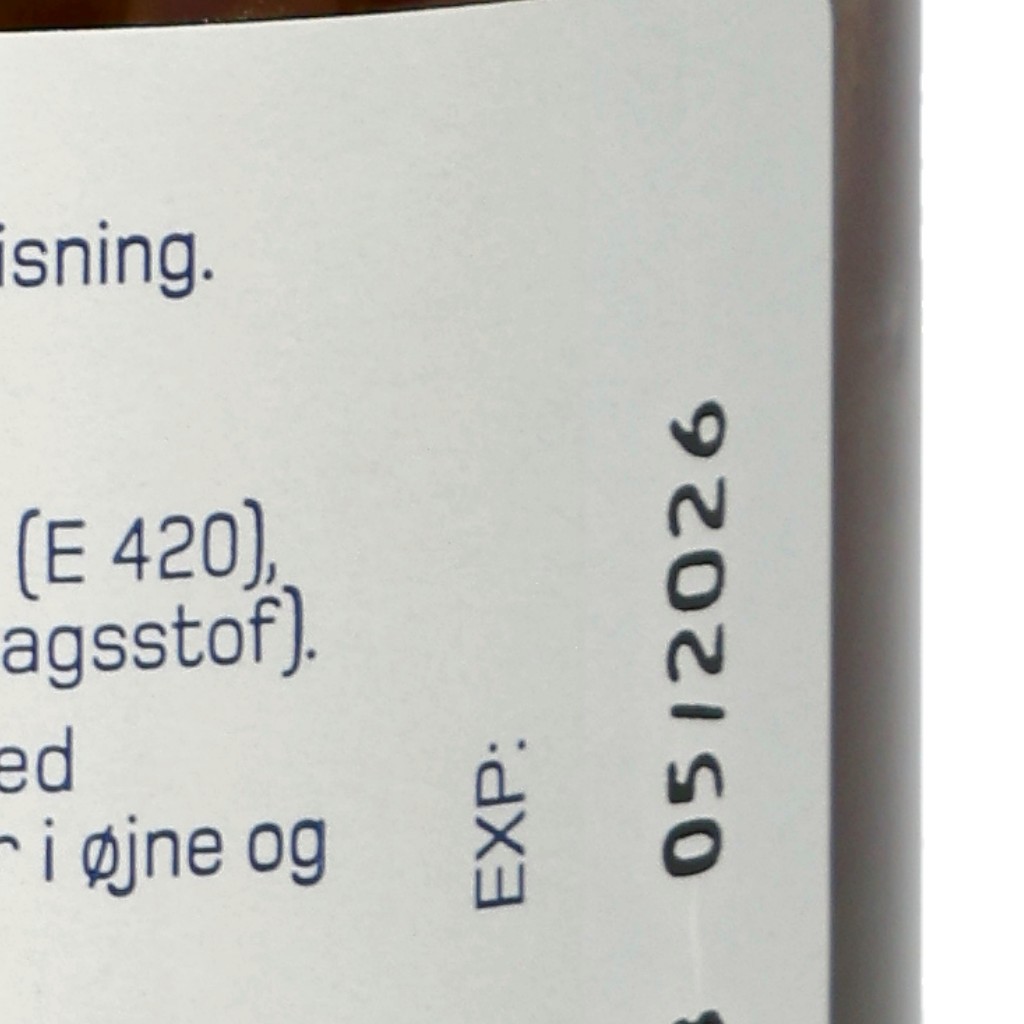 isning.
(E 420),
agsstof).
ed
r i øjne og
EXP:
05|2026